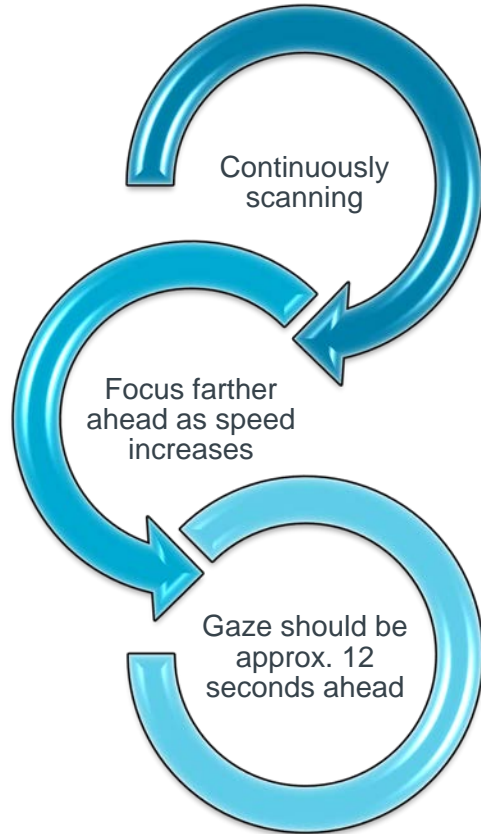 Continuously
scanning
Focus farther
ahead as speed
increases
Gaze should be
approx. 12
seconds ahead